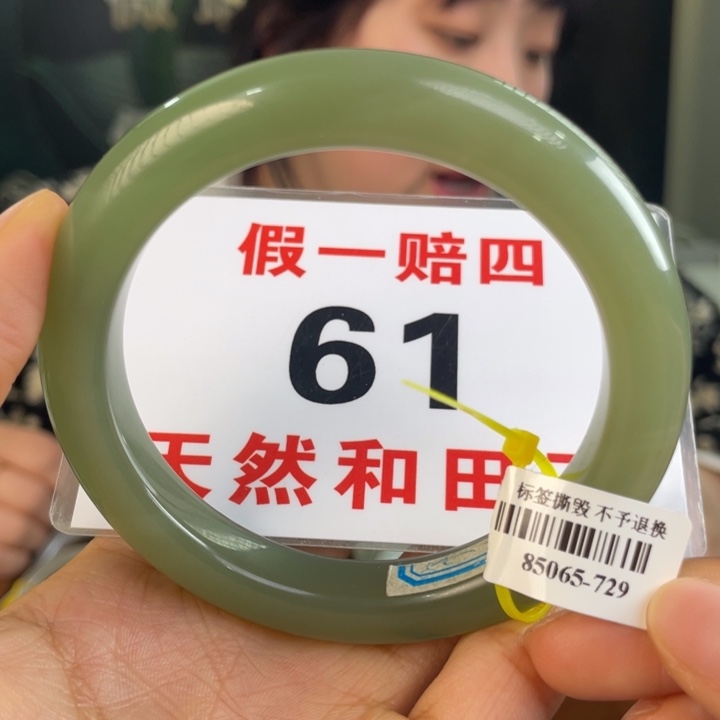 假一赔四
61
天然和田
标签撕毁 不予退换
85065-729